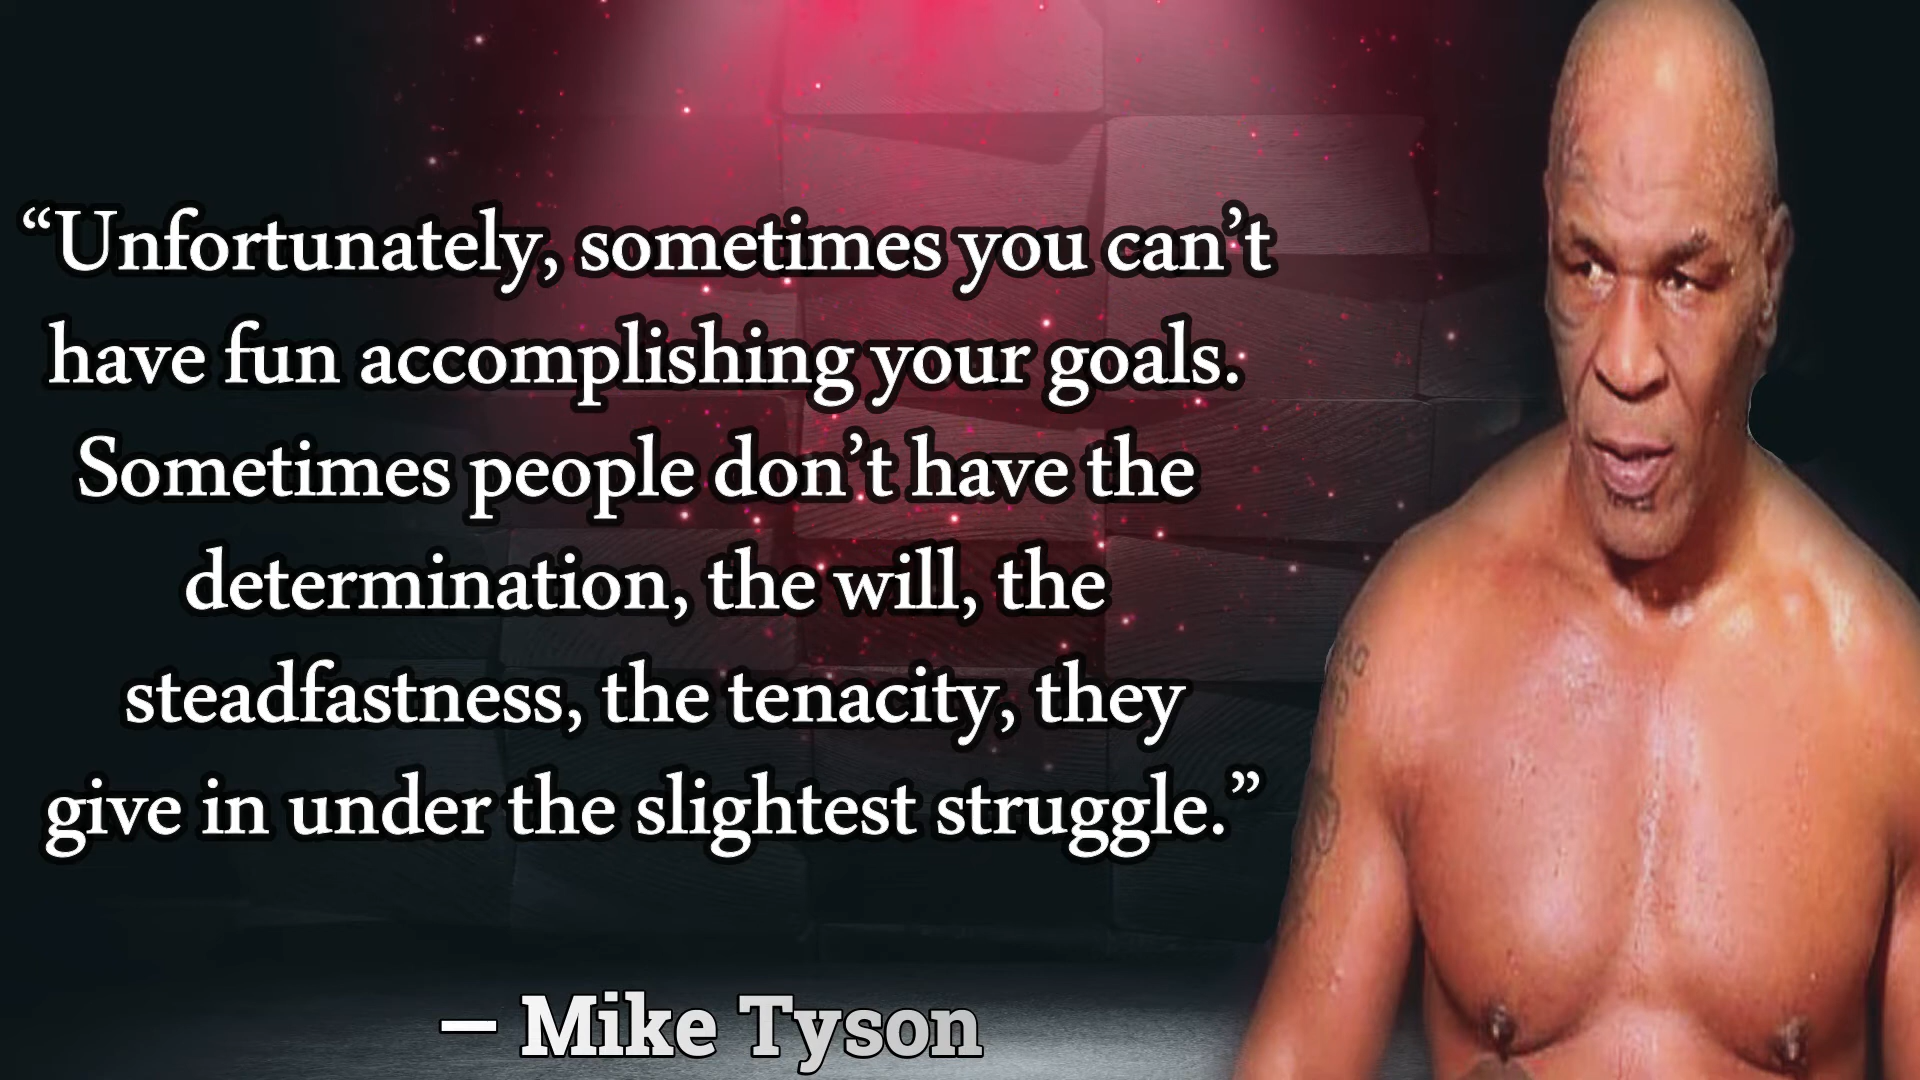 “Unfortunately, sometimes you can’t
have fun accomplishing your goals.
Sometimes people don’t have the
determination, the will, the
steadfastness, the tenacity, they
give in under the slightest struggle.”
— Mike Tyson